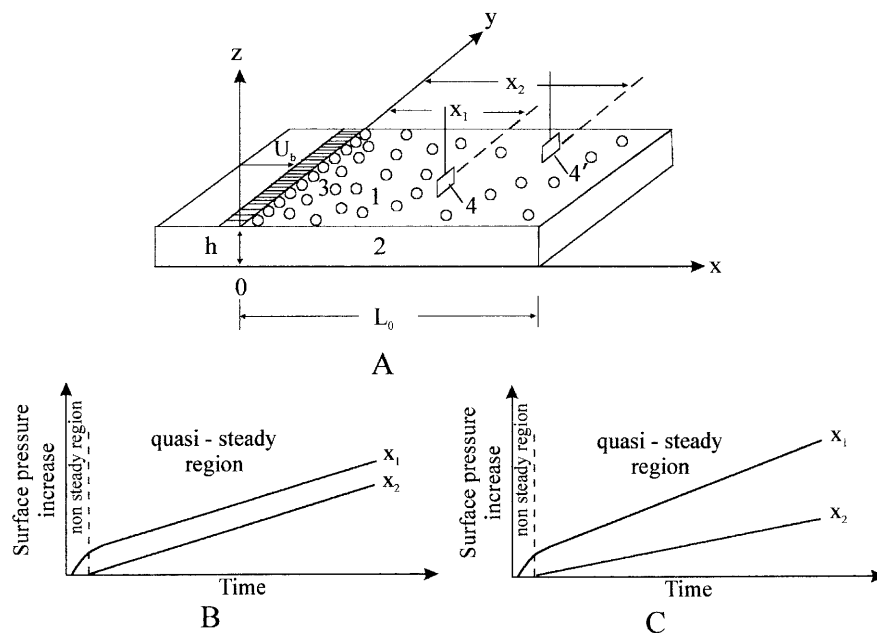 y
z
x₂
x₁
U_b
3
1
4
4'
h
2
x
0
L₀
A
Surface pressure
increase
non steady region
quasi - steady
region
x₁
x₂
Time
B
Surface pressure
increase
non steady region
quasi - steady
region
x₁
x₂
Time
C